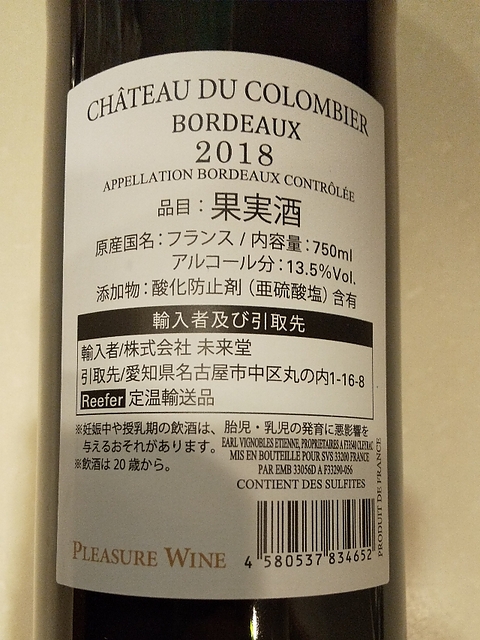 CHÂTEAU DU COLOMBIER
BORDEAUX
2018
APPELLATION BORDEAUX CONTRÔLÉE
品目：果実酒
原産国名：フランス / 内容量：750ml
アルコール分：13.5%Vol.
添加物：酸化防止剤（亜硫酸塩）含有
輸入者及び引取先
輸入者/株式会社 未来堂
引取先/愛知県名古屋市中区丸の内1-16-8
Reefer 定温輸送品
※妊娠中や授乳期の飲酒は、胎児・乳児の発育に悪影響を
与えるおそれがあります。
※飲酒は20歳から。
EARL VIGNOBLES ETIENNE, PROPRIETAIRES A F33540 CLEYRAC
MIS EN BOUTEILLE POUR SVS 33200 FRANCE
PAR EMB 33056D A F33290-056
CONTIENT DES SULFITES
PRODUIT DE FRANCE
PLEASURE WINE
4 580537 834652